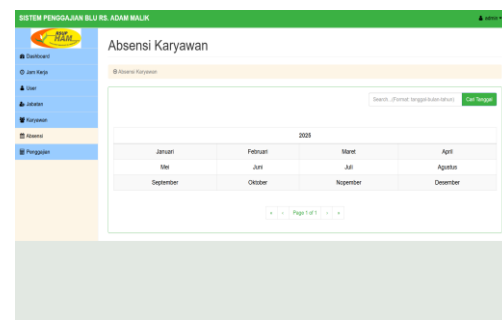 SISTEM PENGGAJIAN BLU RS. ADAM MALIK
admin
RSUP
HAM
Dashboard
Jam Kerja
User
Jabatan
Karyawan
Absensi
Penggajian
Absensi Karyawan
Absensi Karyawan
Search...(Format: tanggal-bulan-tahun)
Cari Tanggal
2025
Januari Februari Maret April
Mei Juni Juli Agustus
September Oktober Nopember Desember
« ‹ Page 1 of 1 › »